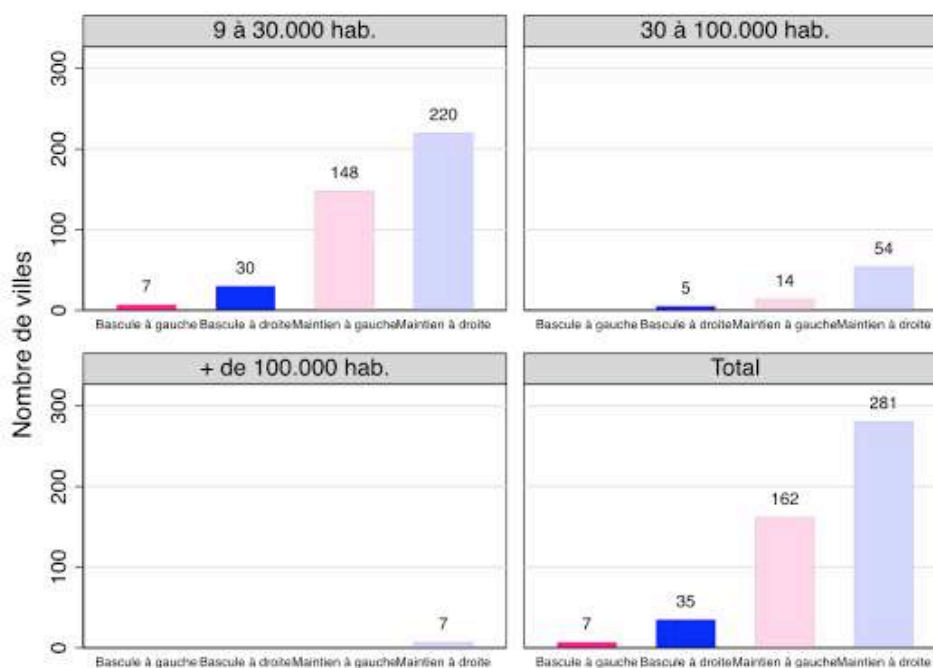 9 à 30.000 hab.
30 à 100.000 hab.
Nombre de villes
300
200
100
0
7
30
148
220
5
14
54
Bascule à gauche Bascule à droite Maintien à gauche Maintien à droite
Bascule à gauche Bascule à droite Maintien à gauche Maintien à droite
+ de 100.000 hab.
Total
300
200
100
0
7
7
35
162
281
Bascule à gauche Bascule à droite Maintien à gauche Maintien à droite
Bascule à gauche Bascule à droite Maintien à gauche Maintien à droite